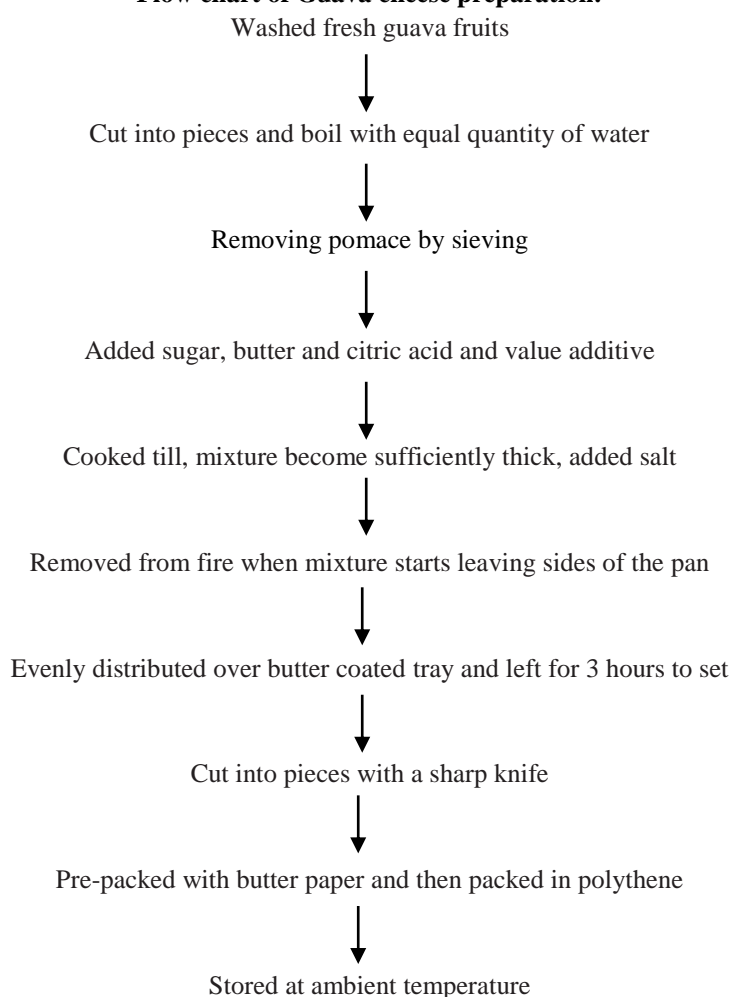 Flow chart of Guava cheese preparation:
Washed fresh guava fruits
Cut into pieces and boil with equal quantity of water
Removing pomace by sieving
Added sugar, butter and citric acid and value additive
Cooked till, mixture become sufficiently thick, added salt
Removed from fire when mixture starts leaving sides of the pan
Evenly distributed over butter coated tray and left for 3 hours to set
Cut into pieces with a sharp knife
Pre-packed with butter paper and then packed in polythene
Stored at ambient temperature